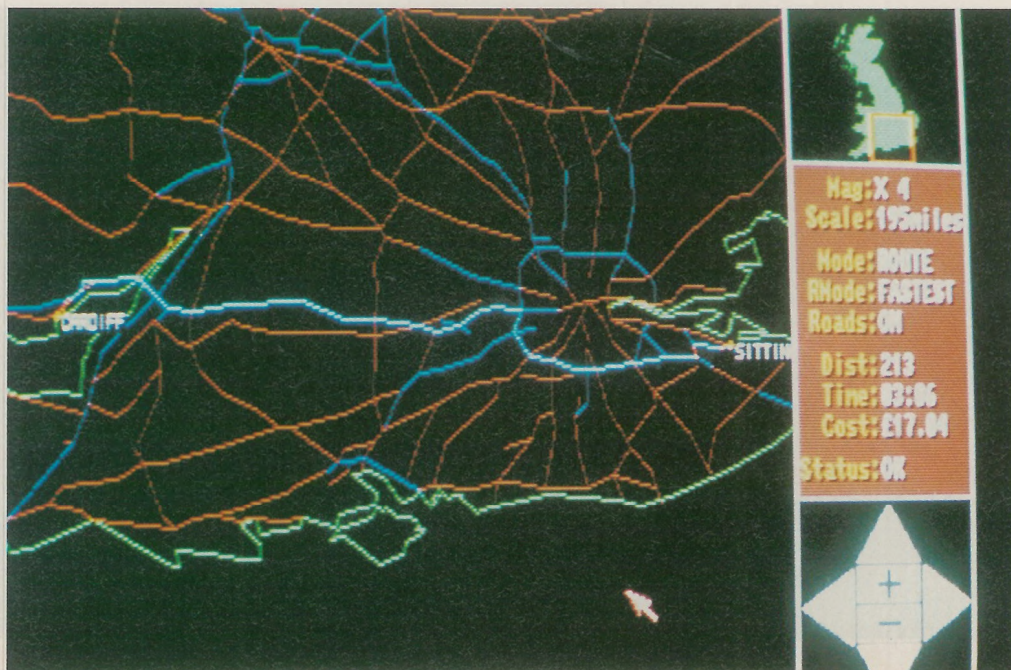 CARDIFF
SITTIN
Mag:X 4
Scale:195miles
Mode:ROUTE
RMode:FASTEST
Roads:ON
Dist:213
Time:03:06
Cost:£17.04
Status:OK
+
−